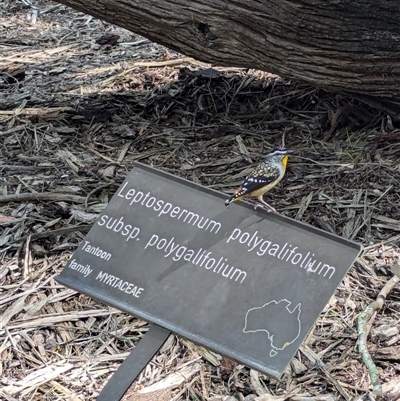 Leptospermum polygalifolium
subsp. polygalifolium
Tantoon
family MYRTACEAE